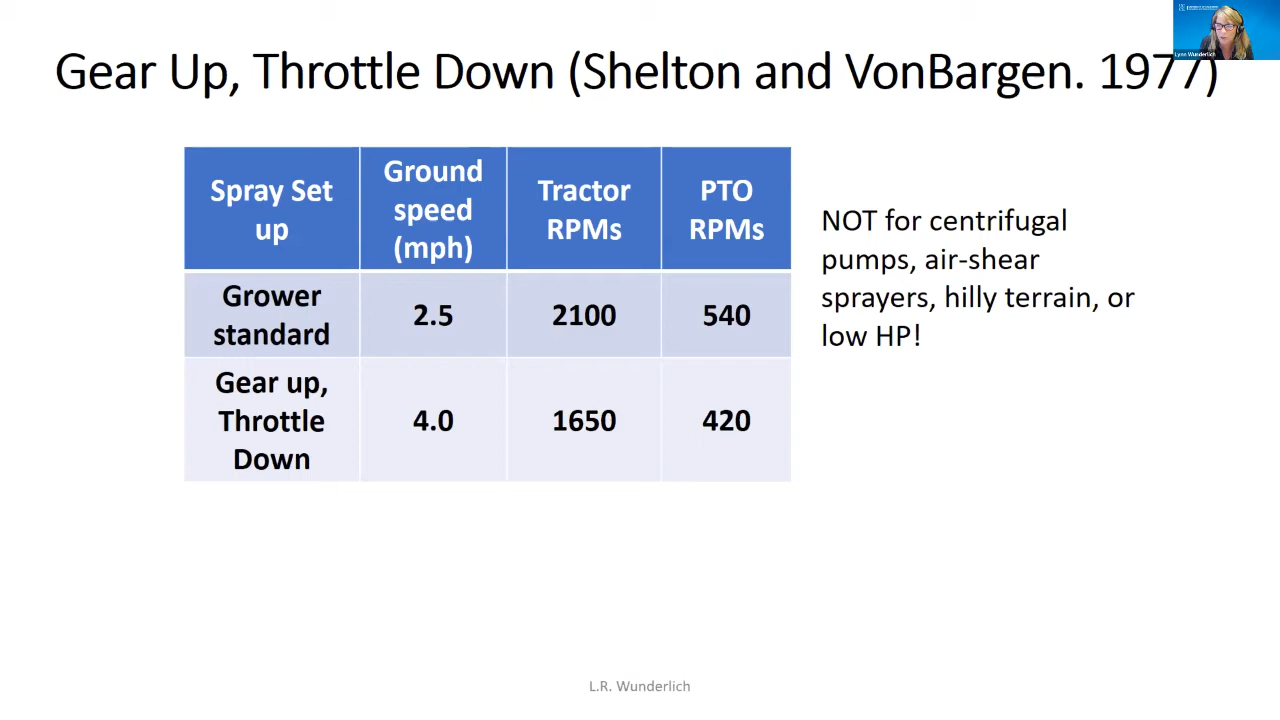 Gear Up, Throttle Down (Shelton and VonBargen. 1977)
Lynn Wunderlich
Spray Set
up
Ground
speed
(mph)
Tractor
RPMs
PTO
RPMs
Grower
standard
2.5
2100
540
Gear up,
Throttle
Down
4.0
1650
420
NOT for centrifugal
pumps, air-shear
sprayers, hilly terrain, or
low HP!
L.R. Wunderlich